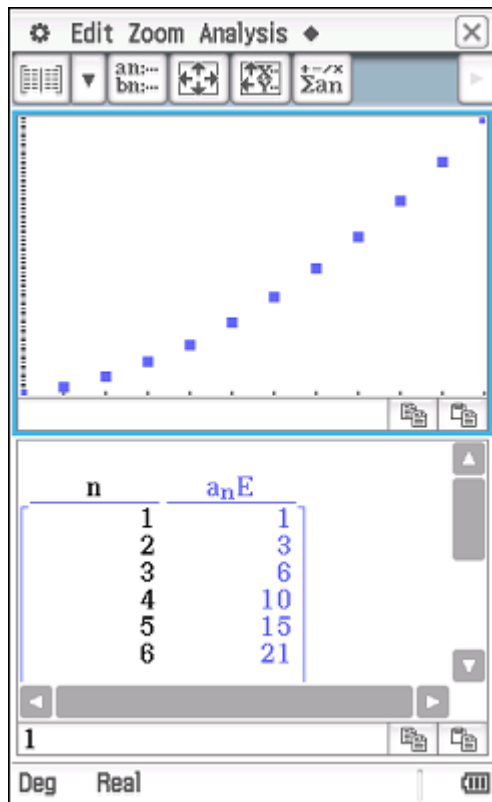 Edit Zoom Analysis
an:… bn:… +-/× Σan
n aₙE
1 1
2 3
3 6
4 10
5 15
6 21
1
Deg Real